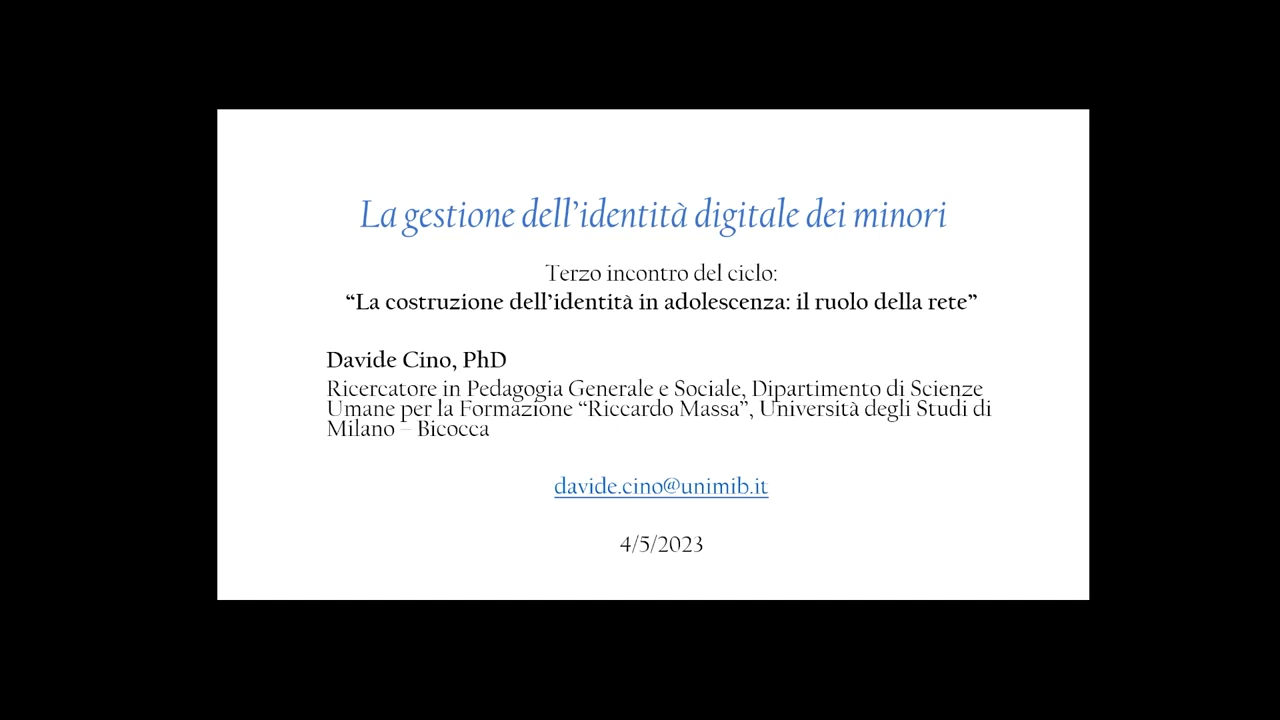 La gestione dell’identità digitale dei minori
Terzo incontro del ciclo:
“La costruzione dell’identità in adolescenza: il ruolo della rete”
Davide Cino, PhD
Ricercatore in Pedagogia Generale e Sociale, Dipartimento di Scienze
Umane per la Formazione “Riccardo Massa”, Università degli Studi di
Milano – Bicocca
davide.cino@unimib.it
4/5/2023